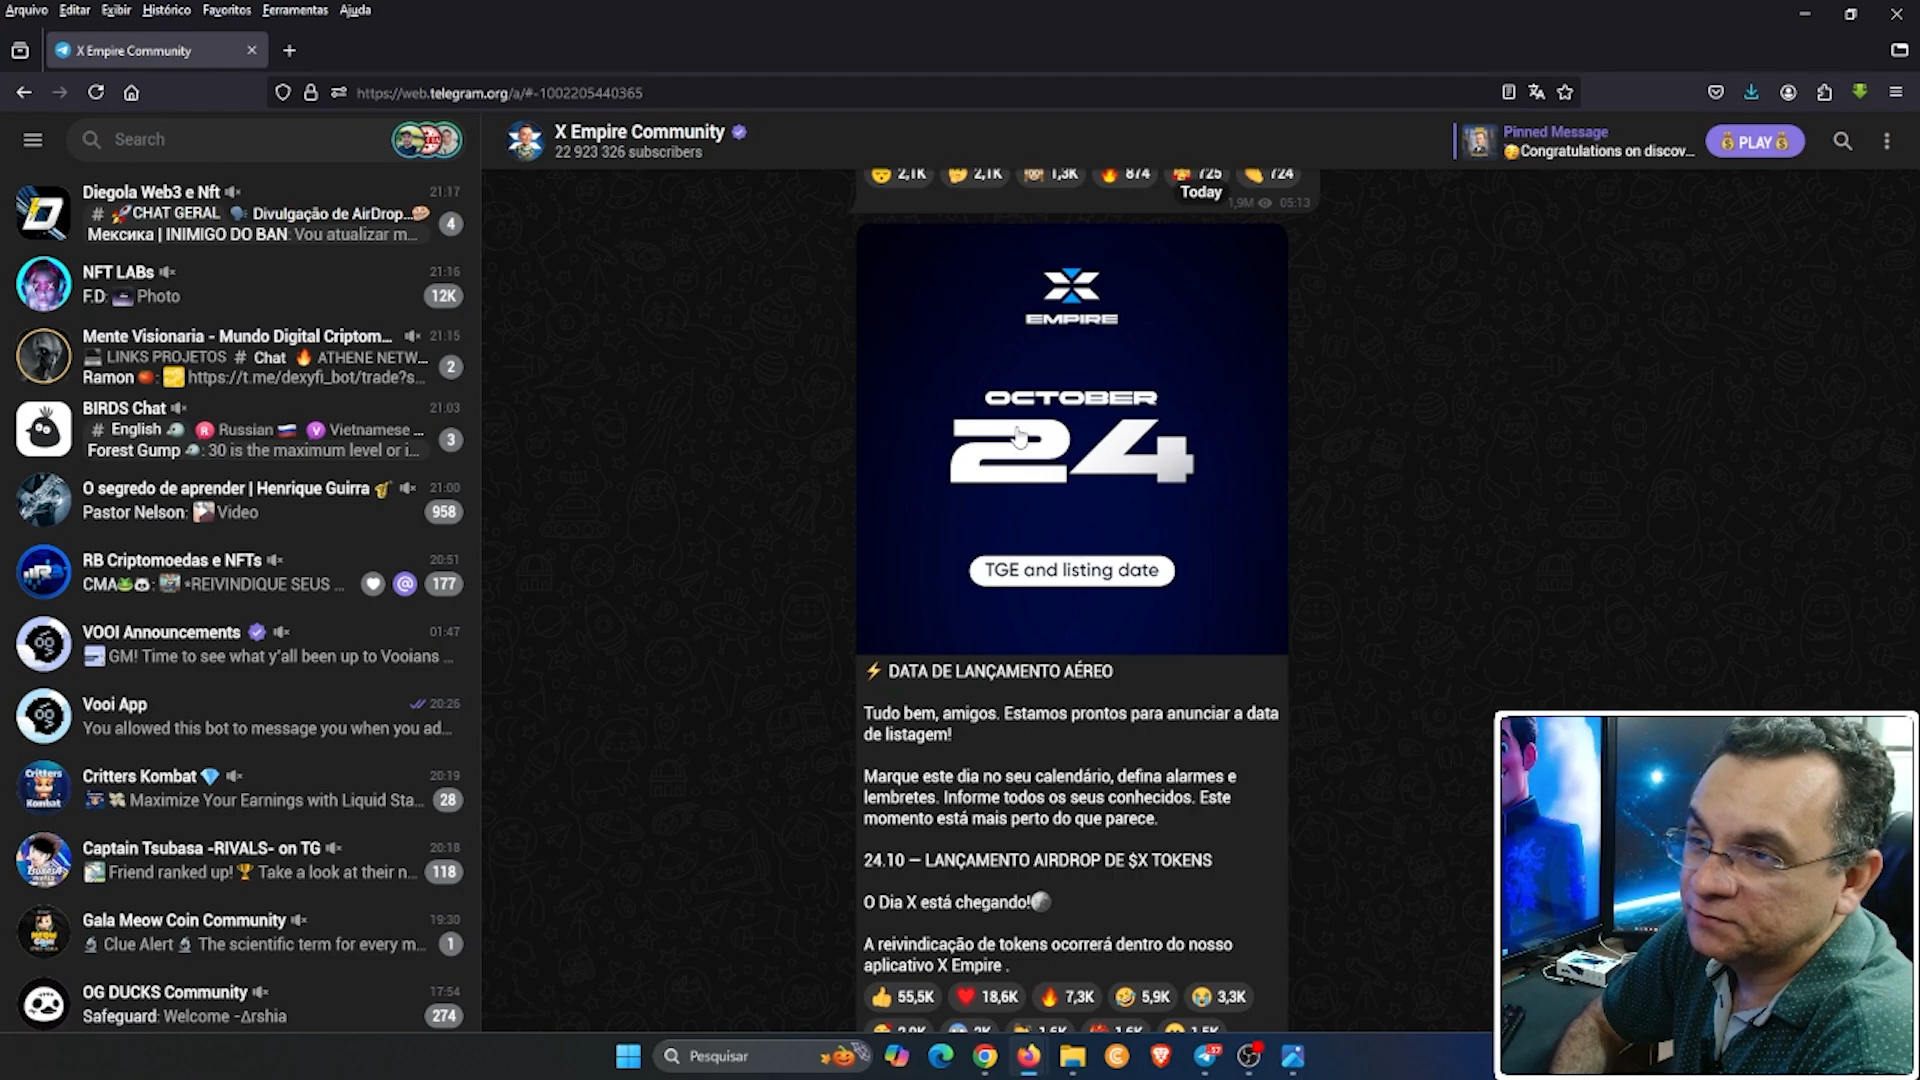 Arquivo Editar Exibir Histórico Favoritos Ferramentas Ajuda
X Empire Community
https://web.telegram.org/a/#-1002205440365
Search
X Empire Community
22 923 326 subscribers
Pinned Message
Congratulations on discov...
PLAY
Diegola Web3 e Nft 21:17
# CHAT GERAL Divulgação de AirDrop...
Мексика | INIMIGO DO BAN: Vou atualizar m... 4
NFT LABs 21:16
F.D: Photo 12K
Mente Visionaria - Mundo Digital Criptom... 21:15
LINKS PROJETOS # Chat ATHENE NETW...
Ramon : https://t.me/dexyfi_bot/trade?s... 2
BIRDS Chat 21:03
# English R Russian V Vietnamese ...
Forest Gump : 30 is the maximum level or i... 3
O segredo de aprender | Henrique Guirra 21:00
Pastor Nelson: Video 958
RB Criptomoedas e NFTs 20:51
CMA : •REIVINDIQUE SEUS ... @ 177
VOOI Announcements 01:47
GM! Time to see what y'all been up to Vooians ...
Vooi App 20:26
You allowed this bot to message you when you ad...
Critters Kombat 20:19
Maximize Your Earnings with Liquid Sta... 28
Captain Tsubasa -RIVALS- on TG 20:18
Friend ranked up! Take a look at their n... 118
Gala Meow Coin Community 19:30
Clue Alert The scientific term for every m... 1
OG DUCKS Community 17:54
Safeguard: Welcome -Δrshia 274
2,1K 2,1K 1,3K 874 725 724
Today
1,9M 05:13
EMPIRE
OCTOBER
24
TGE and listing date
DATA DE LANÇAMENTO AÉREO
Tudo bem, amigos. Estamos prontos para anunciar a data
de listagem!
Marque este dia no seu calendário, defina alarmes e
lembretes. Informe todos os seus conhecidos. Este
momento está mais perto do que parece.
24.10 — LANÇAMENTO AIRDROP DE $X TOKENS
O Dia X está chegando!
A reivindicação de tokens ocorrerá dentro do nosso
aplicativo X Empire .
55,5K 18,6K 7,3K 5,9K 3,3K
Pesquisar